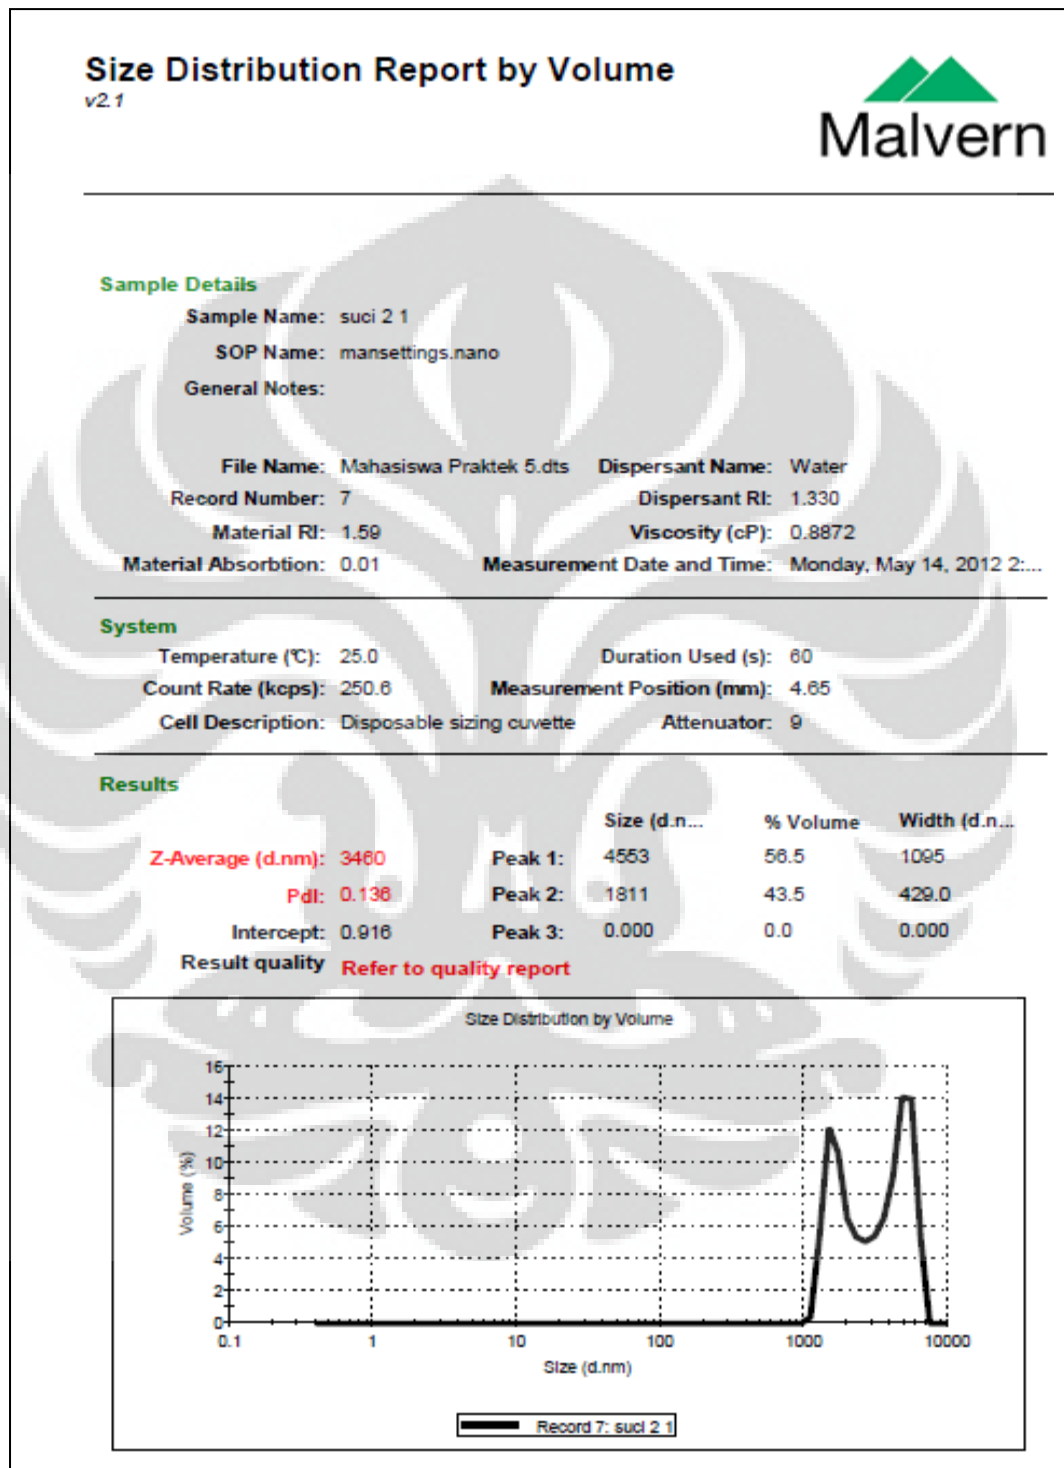 Size Distribution Report by Volume
v2.1
Malvern
Sample Details
Sample Name: suci 2 1
SOP Name: mansettings.nano
General Notes:
File Name: Mahasiswa Praktek 5.dts Dispersant Name: Water
Record Number: 7 Dispersant RI: 1.330
Material RI: 1.59 Viscosity (cP): 0.8872
Material Absorbtion: 0.01 Measurement Date and Time: Monday, May 14, 2012 2:...
System
Temperature (°C): 25.0 Duration Used (s): 60
Count Rate (kcps): 250.6 Measurement Position (mm): 4.65
Cell Description: Disposable sizing cuvette Attenuator: 9
Results
Size (d.n... % Volume Width (d.n...
Z-Average (d.nm): 3460 Peak 1: 4553 56.5 1095
PdI: 0.136 Peak 2: 1811 43.5 429.0
Intercept: 0.916 Peak 3: 0.000 0.0 0.000
Result quality Refer to quality report
Size Distribution by Volume
16
14
12
10
8
6
4
2
0
Volume (%)
0.1 1 10 100 1000 10000
Size (d.nm)
Record 7: suci 2 1